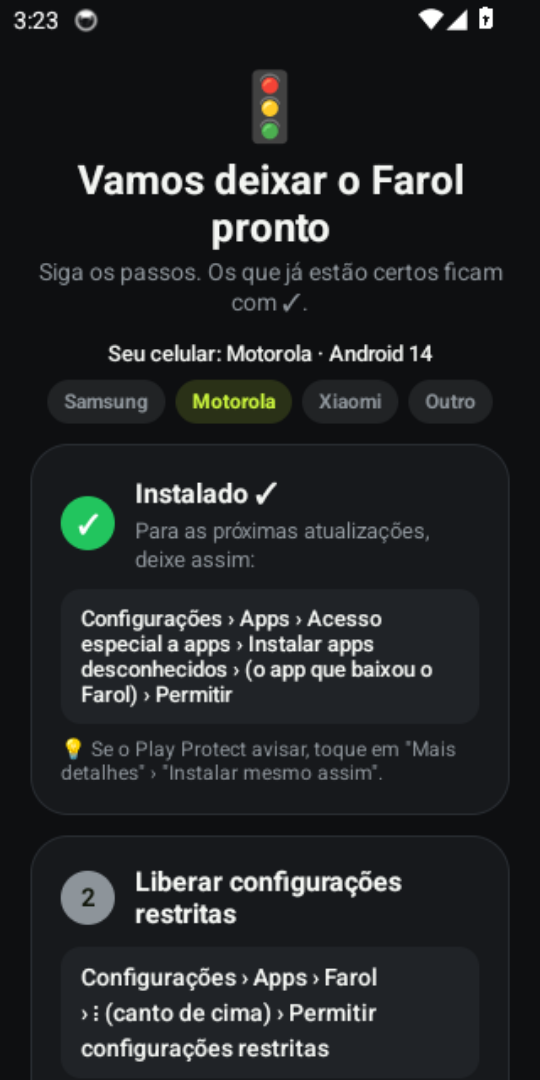 3:23
Vamos deixar o Farol
pronto
Siga os passos. Os que já estão certos ficam
com ✓.
Seu celular: Motorola · Android 14
Samsung
Motorola
Xiaomi
Outro
Instalado ✓
Para as próximas atualizações,
deixe assim:
Configurações › Apps › Acesso
especial a apps › Instalar apps
desconhecidos › (o app que baixou o
Farol) › Permitir
💡 Se o Play Protect avisar, toque em "Mais
detalhes" › "Instalar mesmo assim".
2
Liberar configurações
restritas
Configurações › Apps › Farol
› ⋮ (canto de cima) › Permitir
configurações restritas